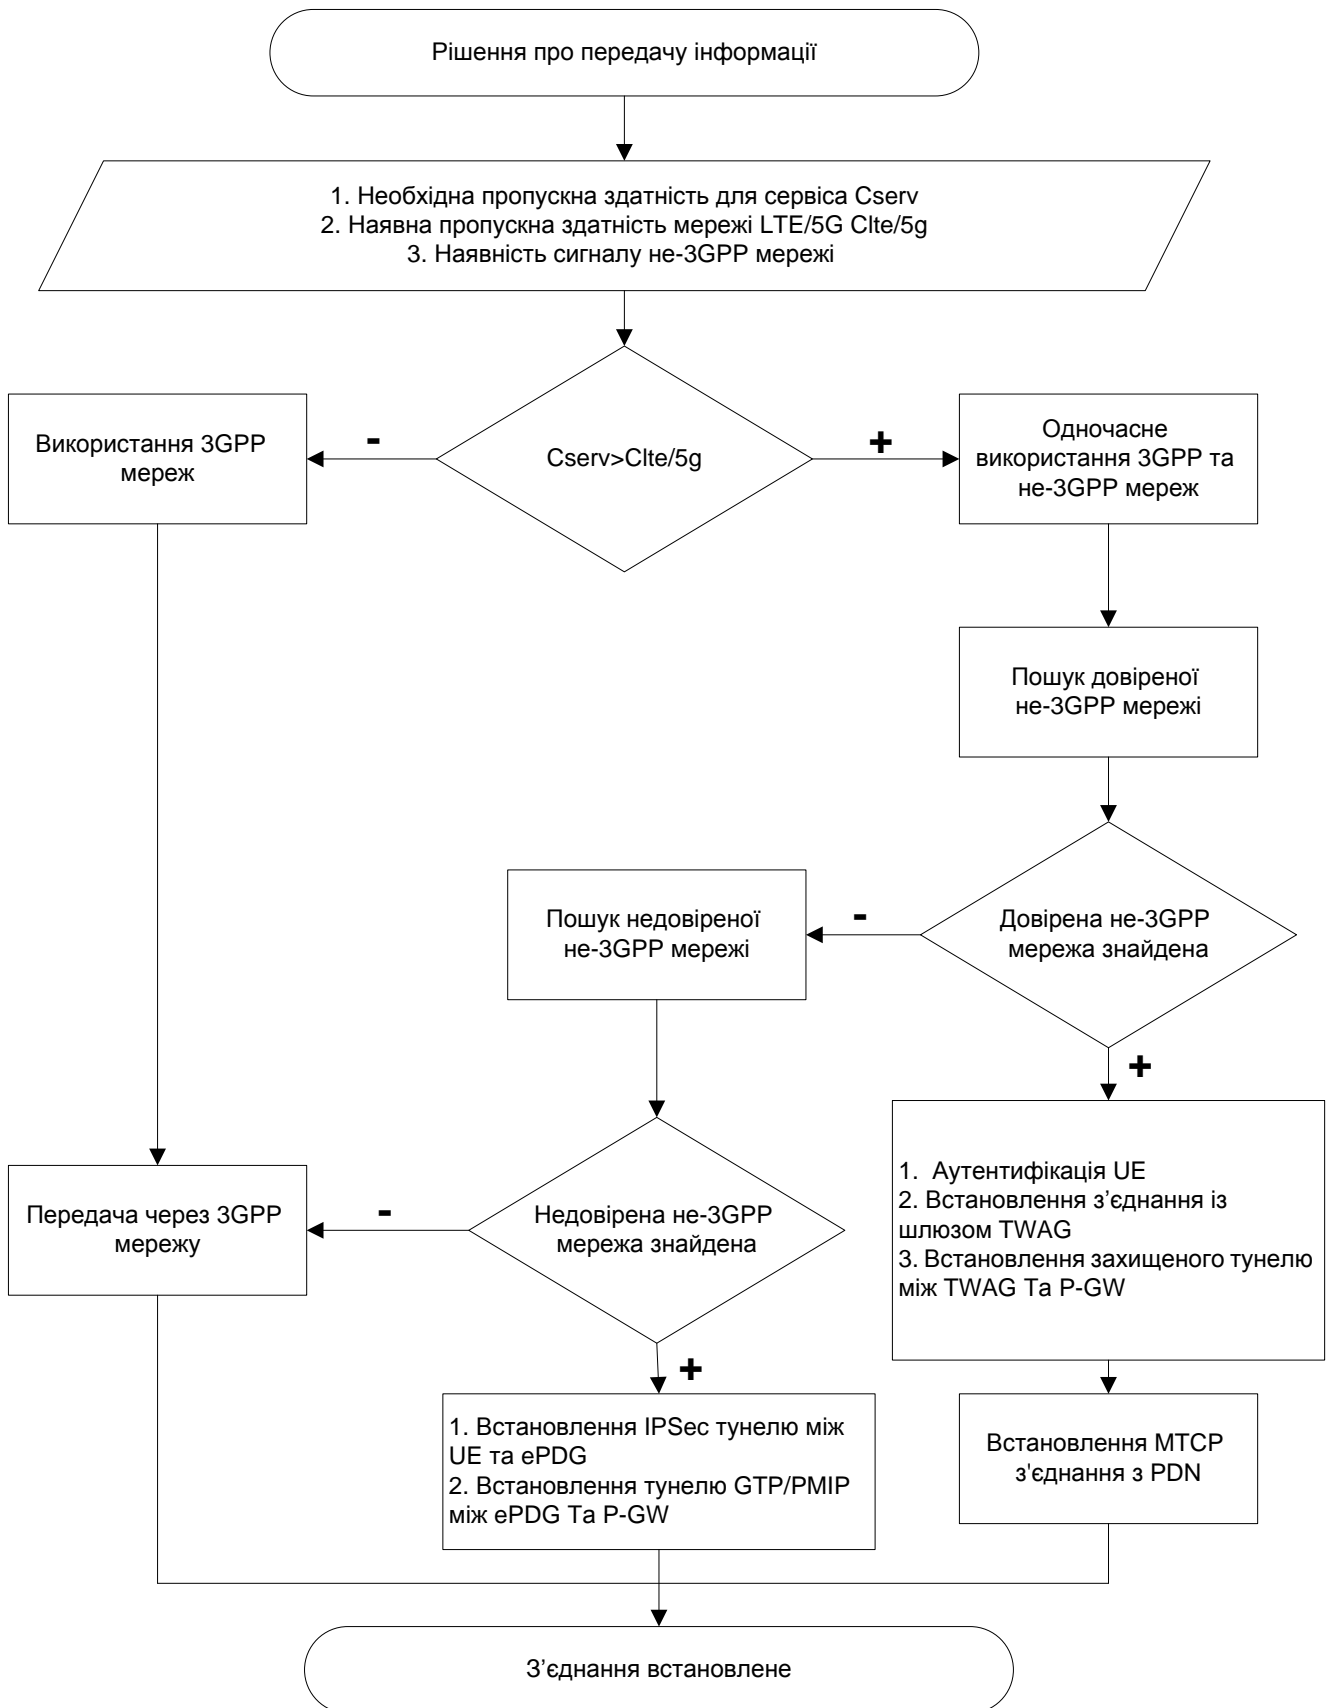 Рішення про передачу інформації
1. Необхідна пропускна здатність для сервіса Cserv
2. Наявна пропускна здатність мережі LTE/5G Clte/5g
3. Наявність сигналу не-3GPP мережі
Використання 3GPP
мереж
-
Cserv>Clte/5g
+
Одночасне
використання 3GPP та
не-3GPP мереж
Пошук довіреної
не-3GPP мережі
Пошук недовіреної
не-3GPP мережі
-
Довірена не-3GPP
мережа знайдена
+
Передача через 3GPP
мережу
-
Недовірена не-3GPP
мережа знайдена
+
1. Аутентифікація UE
2. Встановлення з’єднання із
шлюзом TWAG
3. Встановлення захищеного тунелю
між TWAG Та P-GW
1. Встановлення IPSec тунелю між
UE та ePDG
2. Встановлення тунелю GTP/PMIP
між ePDG Та P-GW
Встановлення MTCP
з'єднання з PDN
З’єднання встановлене